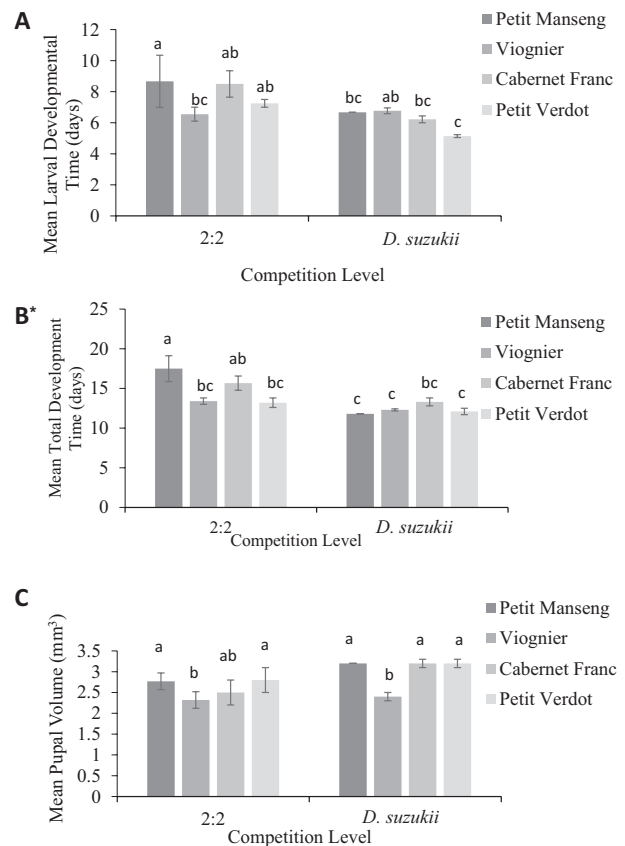 A
Mean Larval Developmental
Time (days)
12
10
8
6
4
2
0
a
bc
ab
ab
bc
ab
bc
c
2:2
D. suzukii
Competition Level
Petit Manseng
Viognier
Cabernet Franc
Petit Verdot
B*
Mean Total Development
Time (days)
25
20
15
10
5
0
a
bc
ab
bc
c
c
bc
c
2:2
D. suzukii
Competition Level
Petit Manseng
Viognier
Cabernet Franc
Petit Verdot
C
Mean Pupal Volume (mm³)
3.5
3
2.5
2
1.5
1
0.5
0
a
b
ab
a
a
b
a
a
2:2
D. suzukii
Competition Level
Petit Manseng
Viognier
Cabernet Franc
Petit Verdot